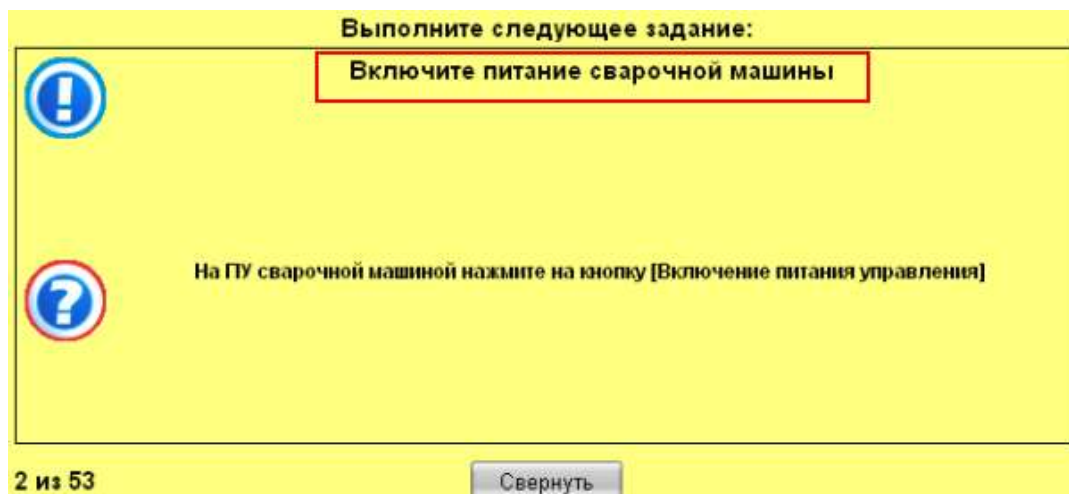 Выполните следующее задание:
Включите питание сварочной машины
На ПУ сварочной машиной нажмите на кнопку [Включение питания управления]
2 из 53
Свернуть